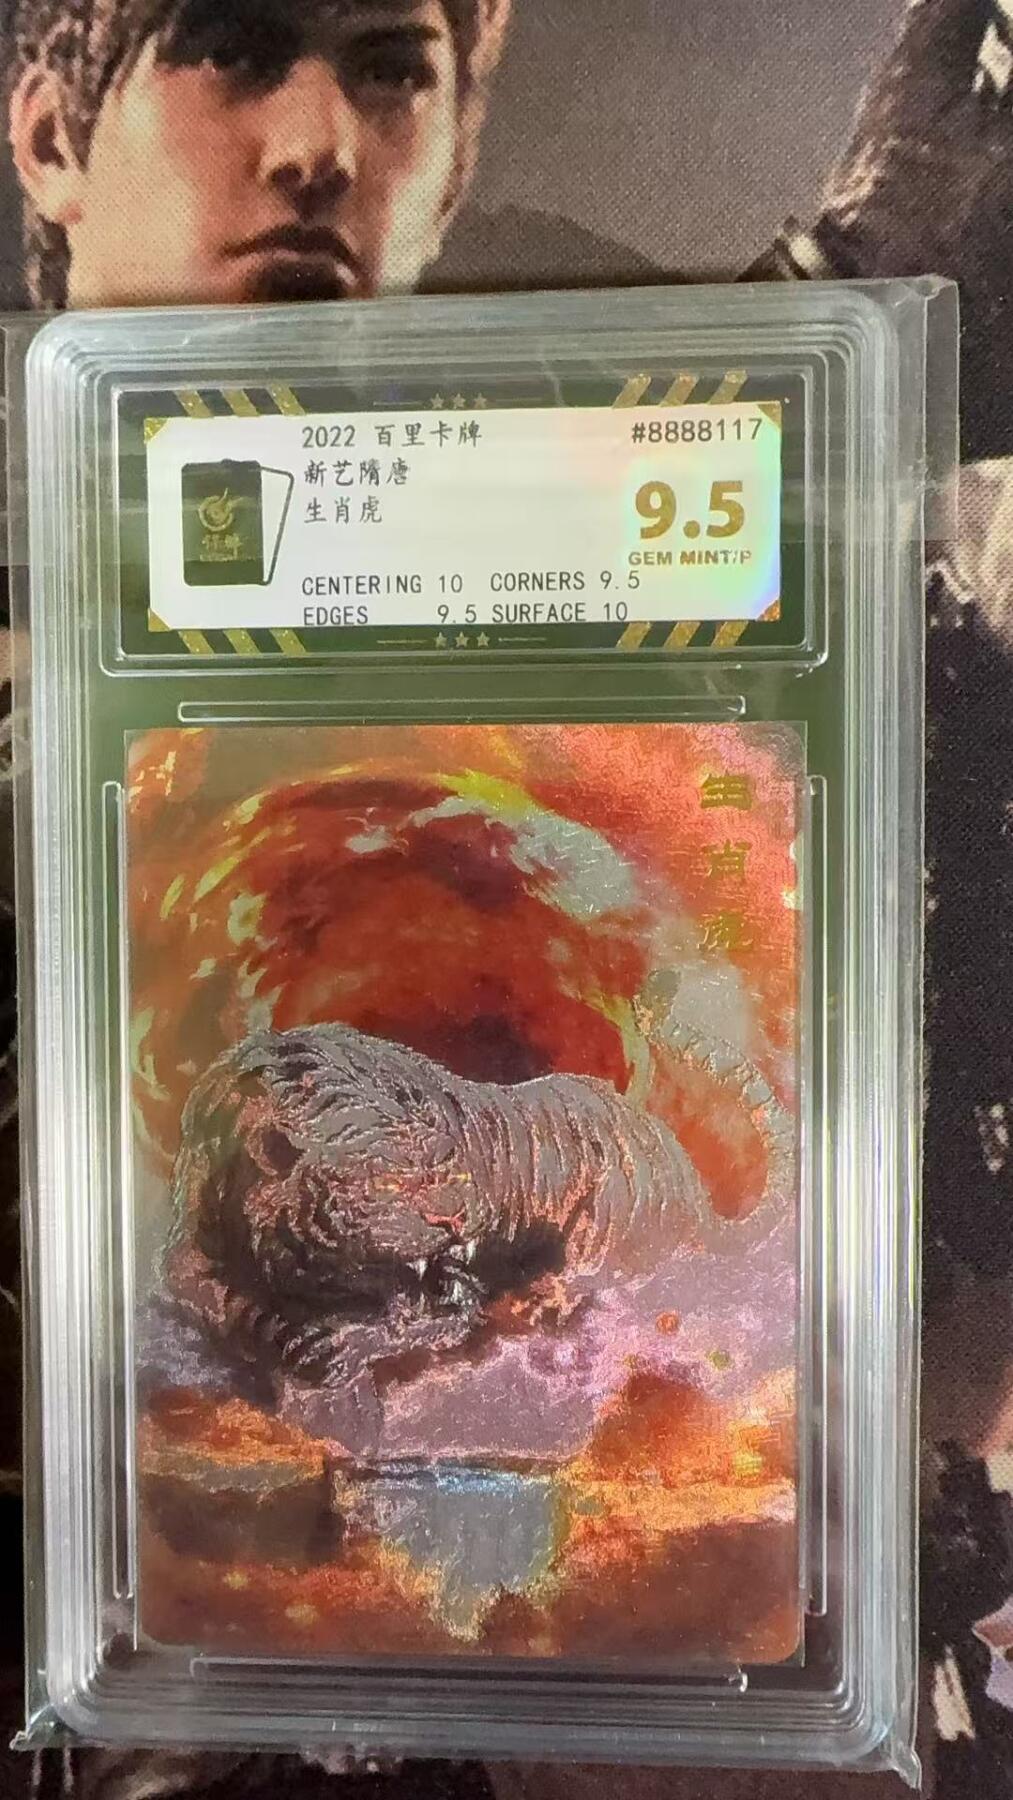 2022 百里卡牌
#8888117
新艺隋唐
生肖虎
9.5
GEM MINT/P
CENTERING 10 CORNERS 9.5
EDGES 9.5 SURFACE 10
生
肖
虎